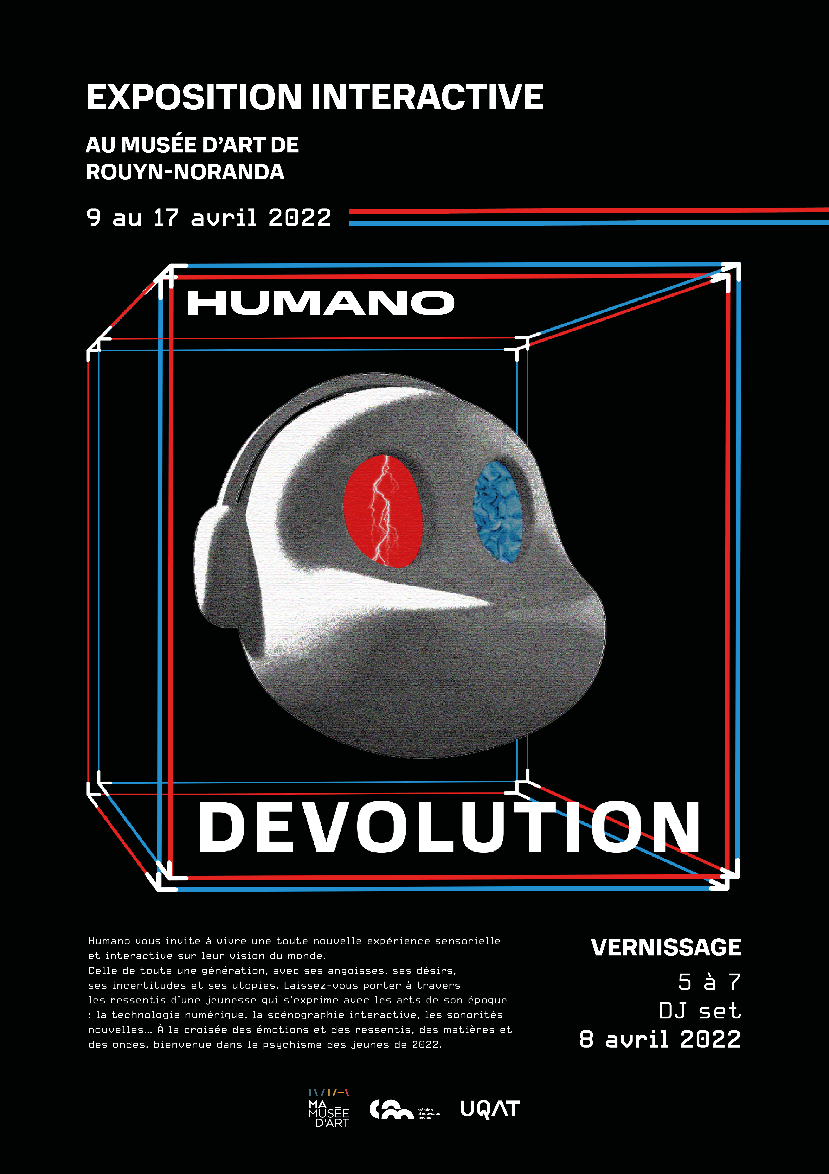 EXPOSITION INTERACTIVE
AU MUSÉE D'ART DE
ROUYN-NORANDA
9 au 17 avril 2022
HUMANO
DEVOLUTION
Humano vous invite à vivre une toute nouvelle expérience sensorielle
et interactive sur leur vision du monde.
Celle de toute une génération, avec ses angoisses, ses désirs,
ses incertitudes et ses utopies. Laissez-vous porter à travers
les ressentis d'une jeunesse qui s'exprime avec les arts de son époque
: la technologie numérique, la scénographie interactive, les sonorités
nouvelles... À la croisée des émotions et des ressentis, des matières et
des ondes, bienvenue dans le psychisme des jeunes de 2022.
VERNISSAGE
5 à 7
DJ set
8 avril 2022
MA
MUSÉE
D'ART
UQAT